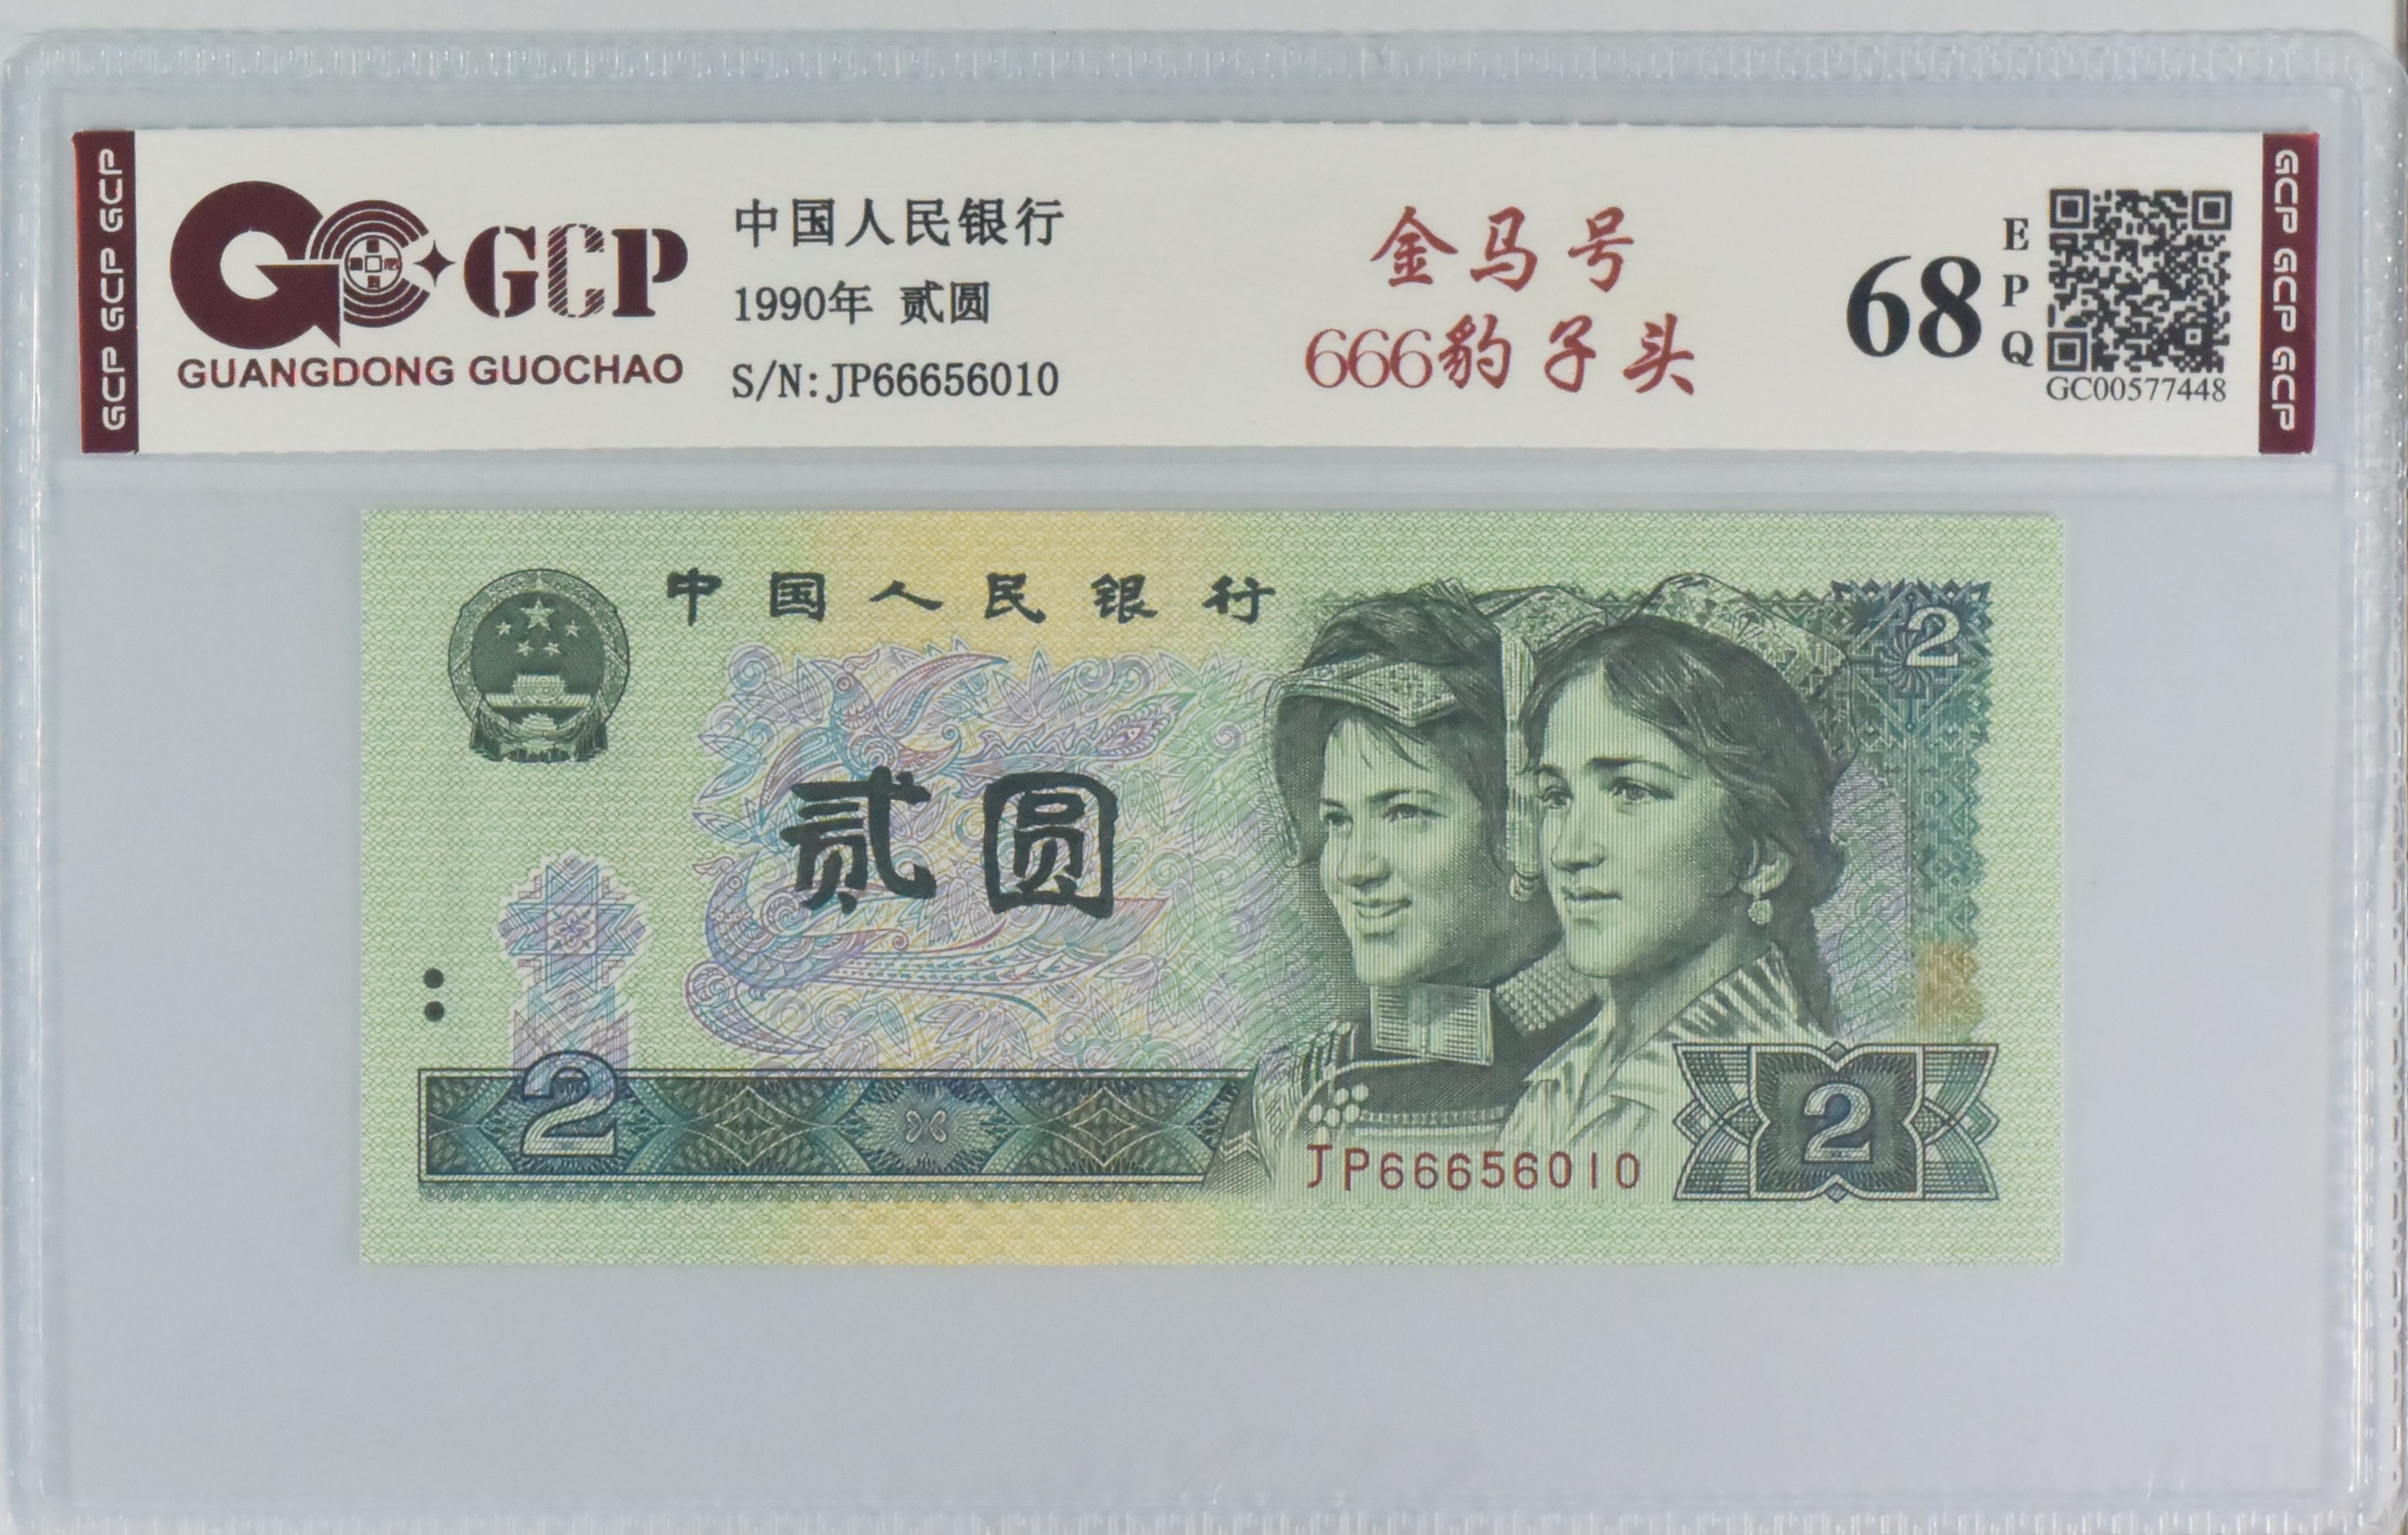 GCP GCP GCP
GCP
GUANGDONG GUOCHAO
中国人民银行
1990年 贰圆
S/N:JP66656010
金马号
666豹子头
68
EPQ
GC00577448
GCP GCP GCP
中国人民银行
2
贰圆
2
JP66656010
2